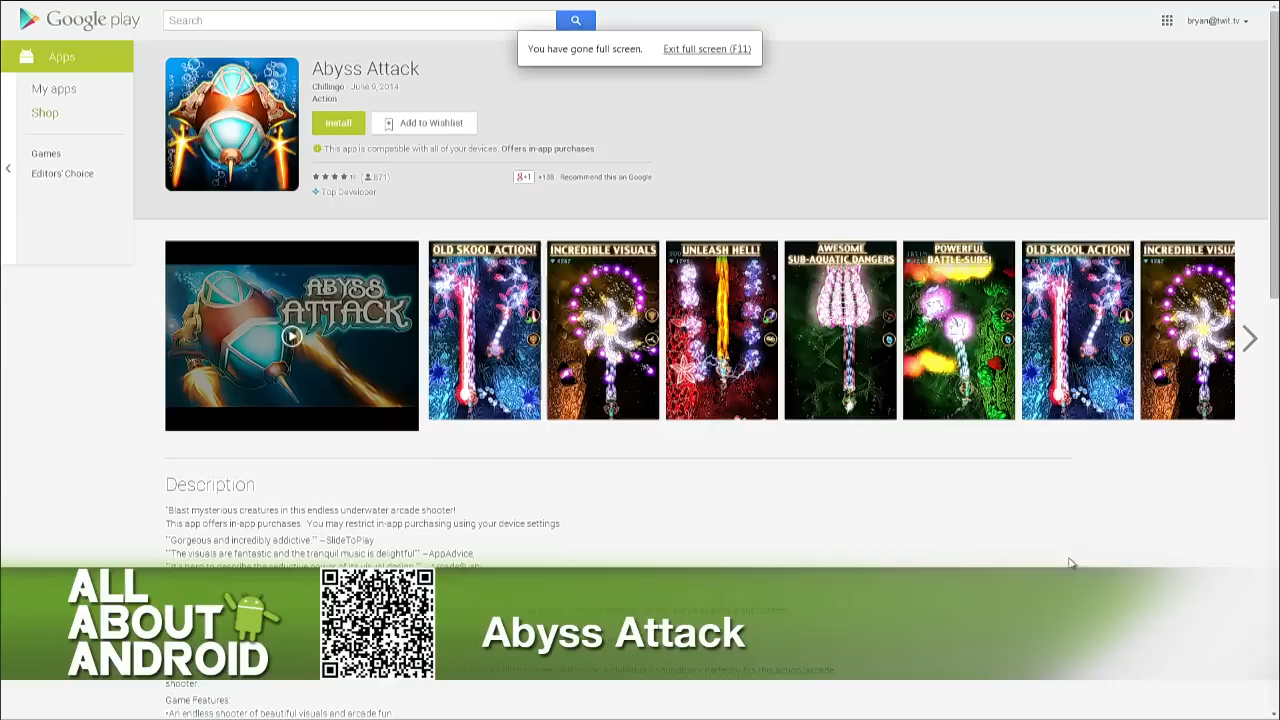 Google play
Search
bryan@twit.tv
You have gone full screen. Exit full screen (F11)
Apps
My apps
Shop
Games
Editors' Choice
Abyss Attack
Chillingo - June 9, 2014
Action
Install
Add to Wishlist
This app is compatible with all of your devices. Offers in-app purchases
871)
g+1 +138 Recommend this on Google
Top Developer
ABYSS
ATTACK
OLD SKOOL ACTION!
INCREDIBLE VISUALS
UNLEASH HELL!
AWESOME
SUB-AQUATIC DANGERS
POWERFUL
BATTLE-SUBS!
OLD SKOOL ACTION!
INCREDIBLE VISUA
Description
"Blast mysterious creatures in this endless underwater arcade shooter!
This app offers in-app purchases. You may restrict in-app purchasing using your device settings.
""Gorgeous and incredibly addictive."" –SlideToPlay
""The visuals are fantastic and the tranquil music is delightful"" –AppAdvice,
ALL
ABOUT
ANDROID
Abyss Attack
shooter.
Game Features:
•An endless shooter of beautiful visuals and arcade fun